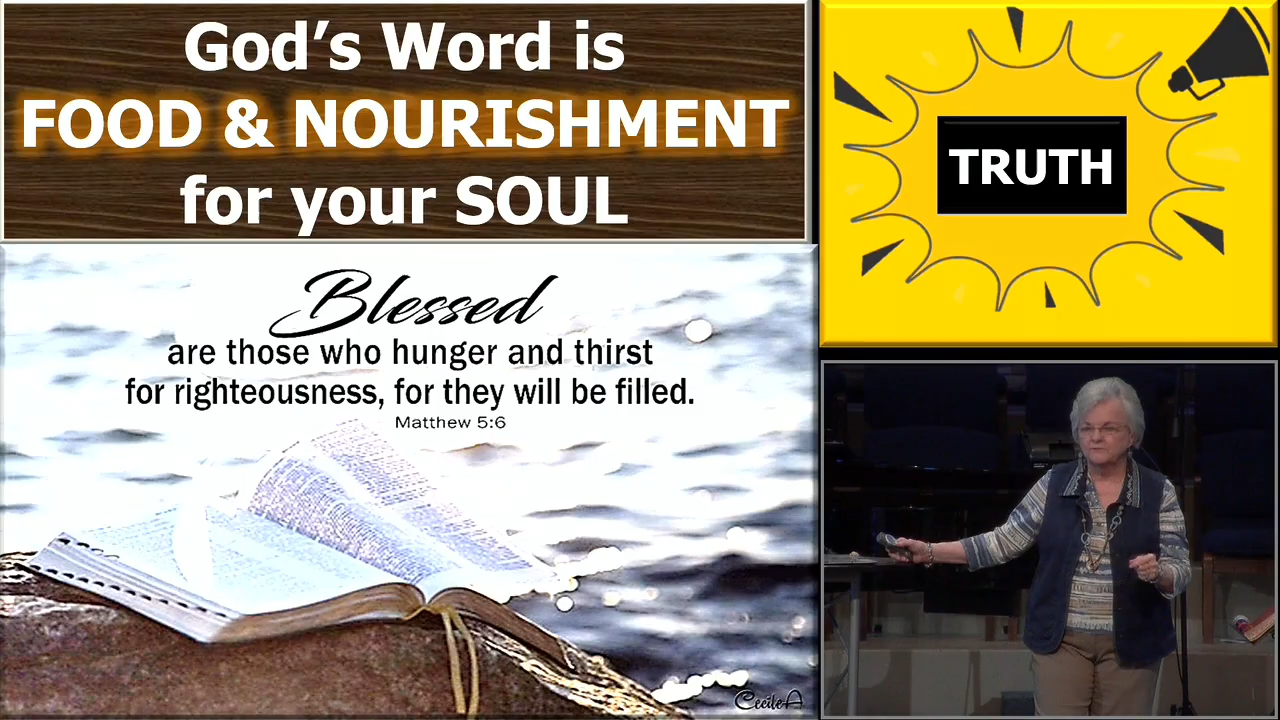 God's Word is
FOOD & NOURISHMENT
for your SOUL
TRUTH
Blessed
are those who hunger and thirst
for righteousness, for they will be filled.
Matthew 5:6
CecileA